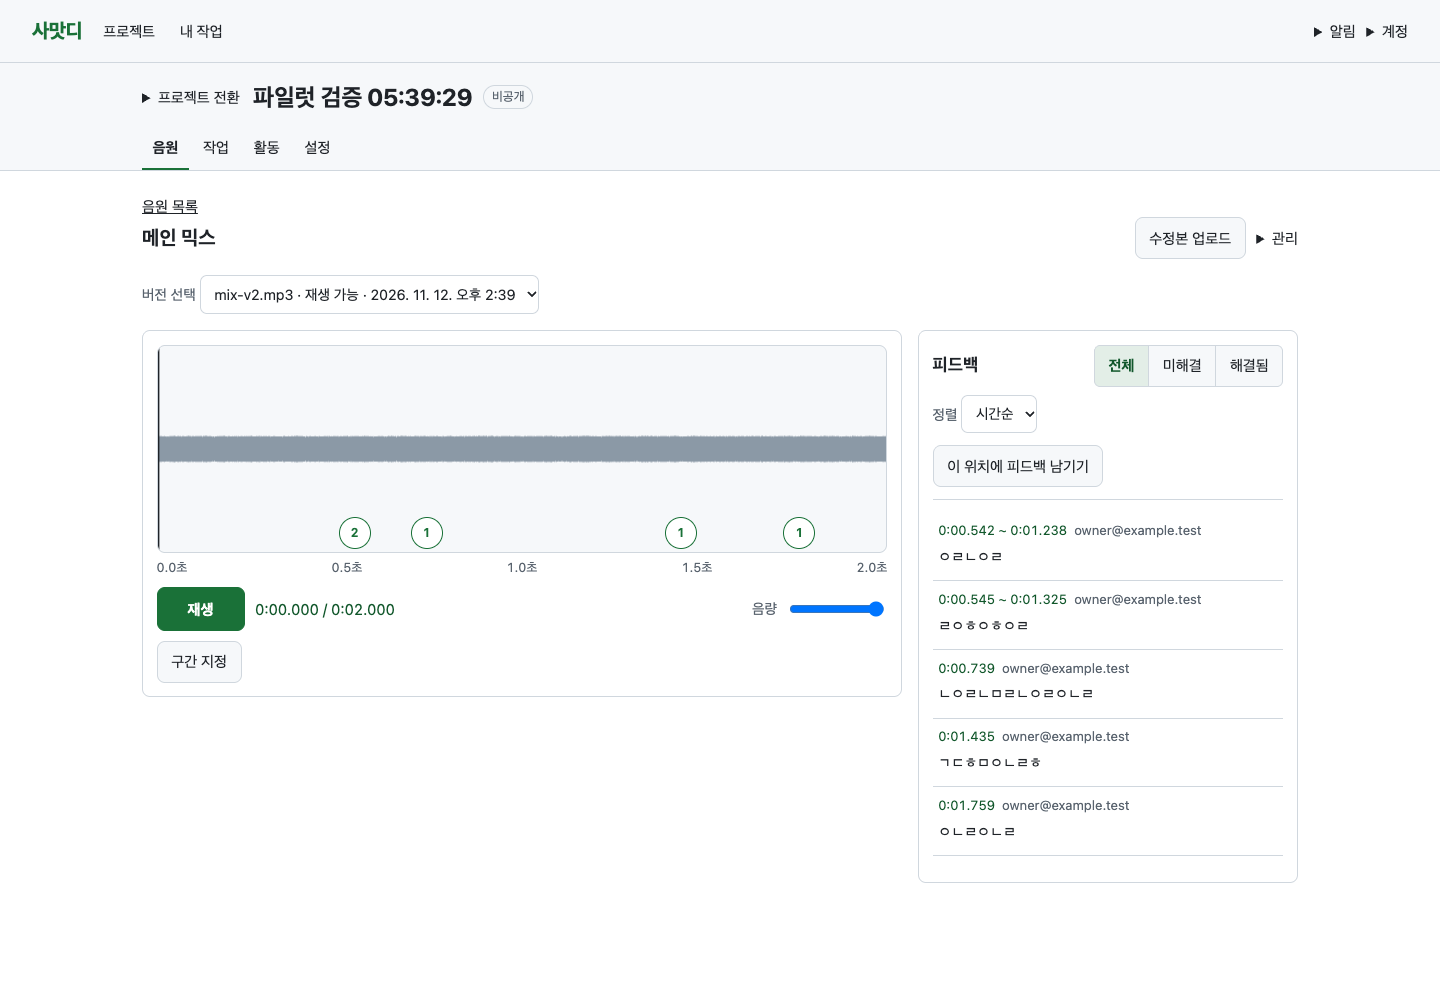 사맛디 프로젝트 내 작업 ▶ 알림 ▶ 계정
▶ 프로젝트 전환 파일럿 검증 05:39:29 비공개
음원 작업 활동 설정
음원 목록
메인 믹스
수정본 업로드 ▶ 관리
버전 선택 mix-v2.mp3 · 재생 가능 · 2026. 11. 12. 오후 2:39
2 1 1 1
0.0초 0.5초 1.0초 1.5초 2.0초
재생 0:00.000 / 0:02.000 음량
구간 지정
피드백 전체 미해결 해결됨
정렬 시간순
이 위치에 피드백 남기기
0:00.542 ~ 0:01.238 owner@example.test
ㅇㄹㄴㅇㄹ
0:00.545 ~ 0:01.325 owner@example.test
ㄹㅇㅎㅇㅎㅇㄹ
0:00.739 owner@example.test
ㄴㅇㄹㄴㅁㄹㄴㅇㄹㅇㄴㄹ
0:01.435 owner@example.test
ㄱㄷㅎㅁㅇㄴㄹㅎ
0:01.759 owner@example.test
ㅇㄴㄹㅇㄴㄹ